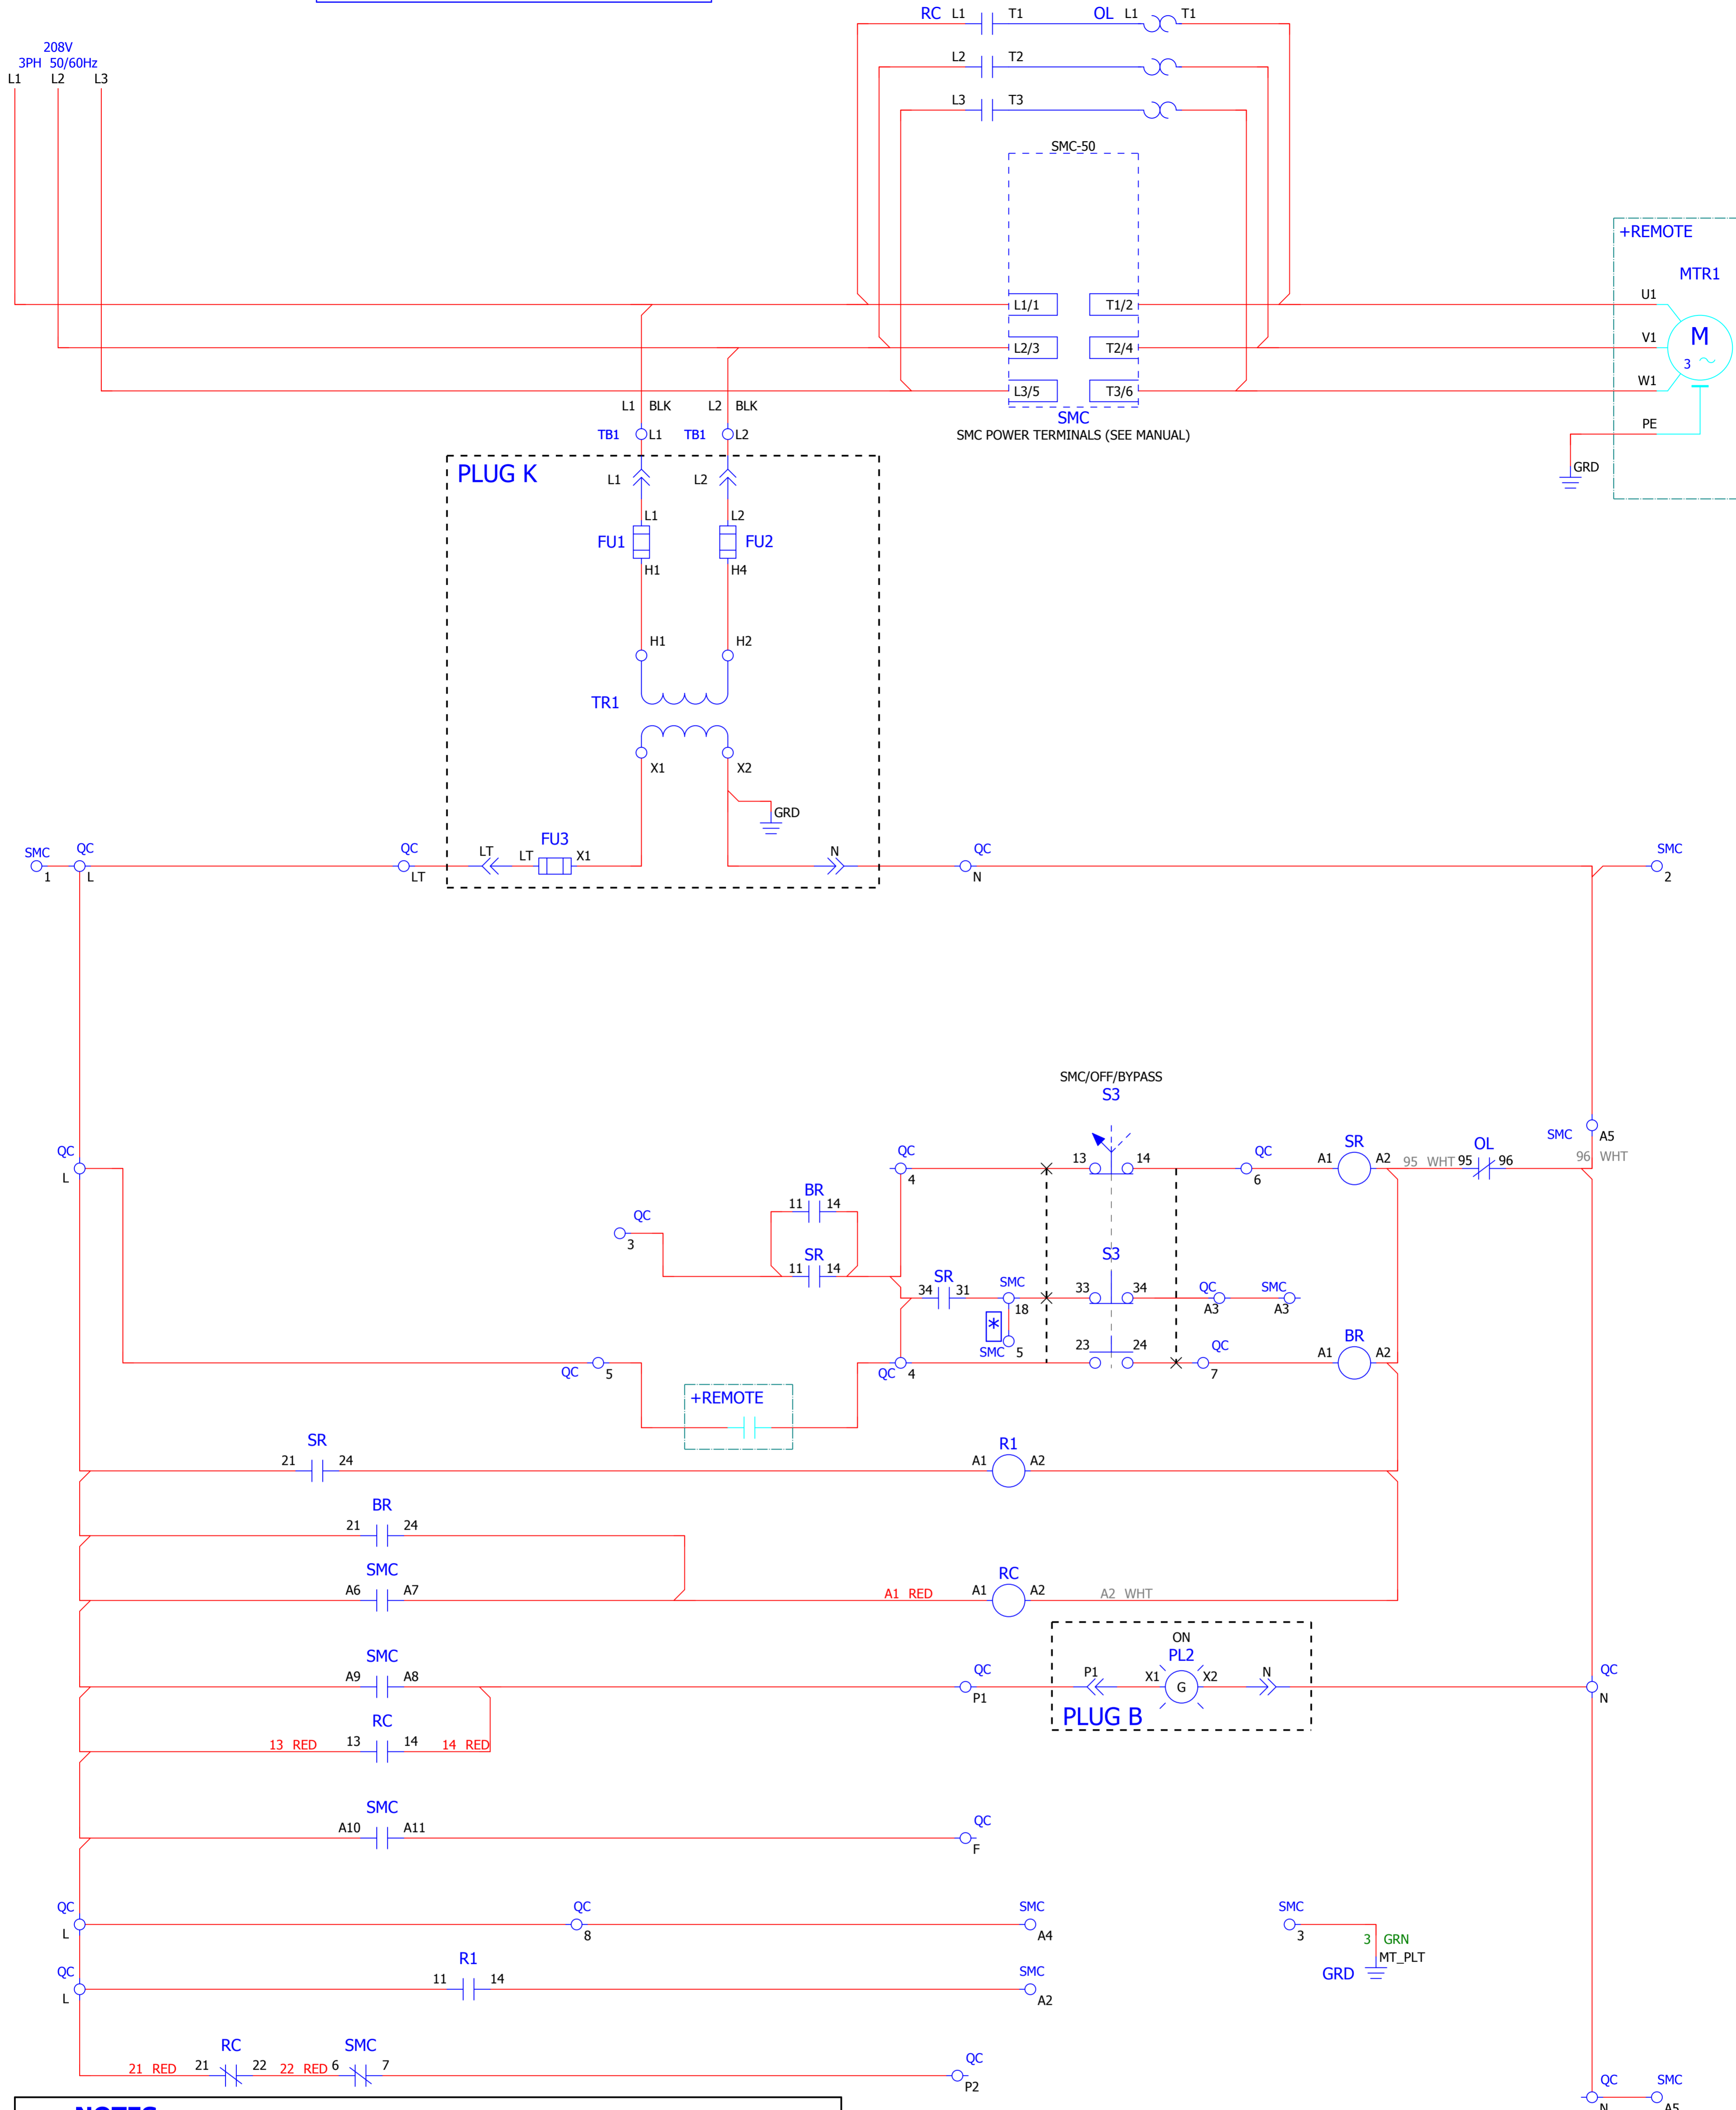 RC L1 T1 OL L1 T1
208V
3PH 50/60Hz
L1 L2 L3
L2 T2
L3 T3
SMC-50
+REMOTE
MTR1
U1
L1/1 T1/2
V1
M
3
L2/3 T2/4
W1
L3/5 T3/6
L1 BLK L2 BLK
SMC
PE
TB1 L1 TB1 L2
SMC POWER TERMINALS (SEE MANUAL)
GRD
PLUG K
L1 L2
L1 L2
FU1 FU2
H1 H4
H1 H2
TR1
X1 X2
GRD
SMC QC QC FU3 QC SMC
LT LT X1 N
1 L LT N 2
SMC/OFF/BYPASS
S3
SMC A5
QC QC 13 14 QC SR OL
A1 A2 95 WHT 95 96 96 WHT
L 4 6
BR
11 14
QC
3
SR S3
11 14
SR SMC
34 31 33 34 QC SMC
18 A3 A3
*
SMC 5
23 24 QC BR
A1 A2
QC 5 QC 4 7
+REMOTE
SR R1
21 24 A1 A2
BR
21 24
SMC RC
A6 A7 A1 RED A1 A2 A2 WHT
ON
SMC PL2
A9 A8 QC P1 X1 X2 N QC
G
P1 N
PLUG B
RC
13 RED 13 14 14 RED
SMC
A10 A11 QC
F
QC QC SMC SMC
L 8 A4 3
3 GRN
MT_PLT
GRD
QC R1 SMC
11 14
L A2
RC SMC
21 RED 21 22 22 RED 6 7 QC
P2
QC SMC
N A5
NOTES